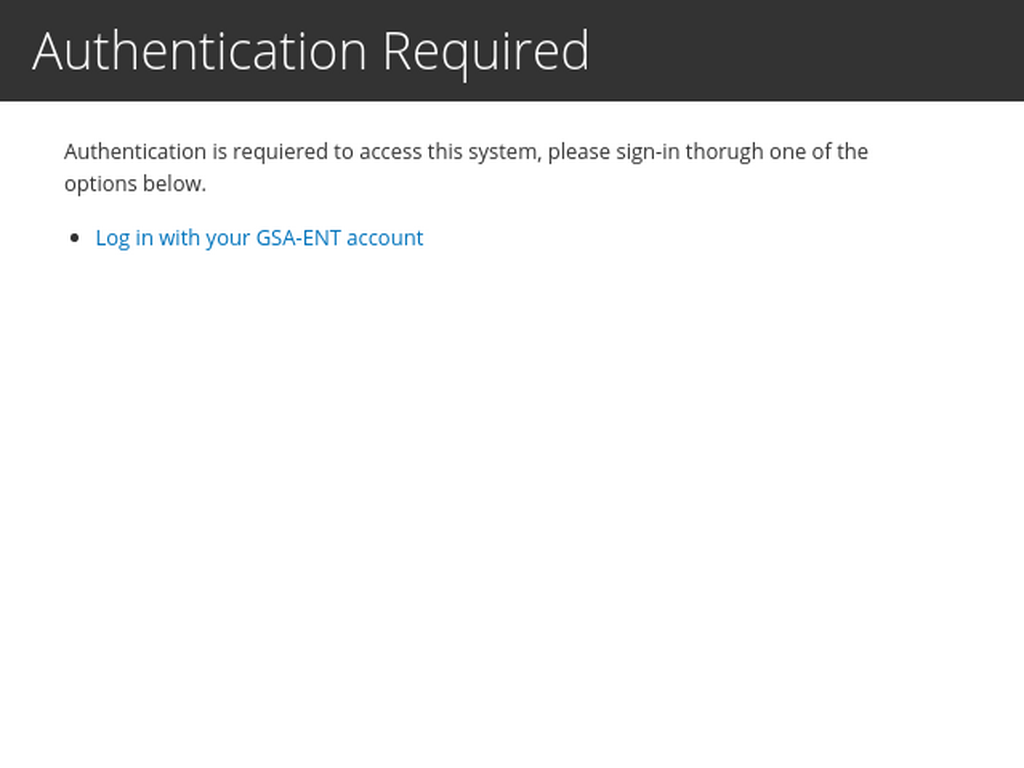 Authentication Required
Authentication is requiered to access this system, please sign-in thorugh one of the
options below.
Log in with your GSA-ENT account